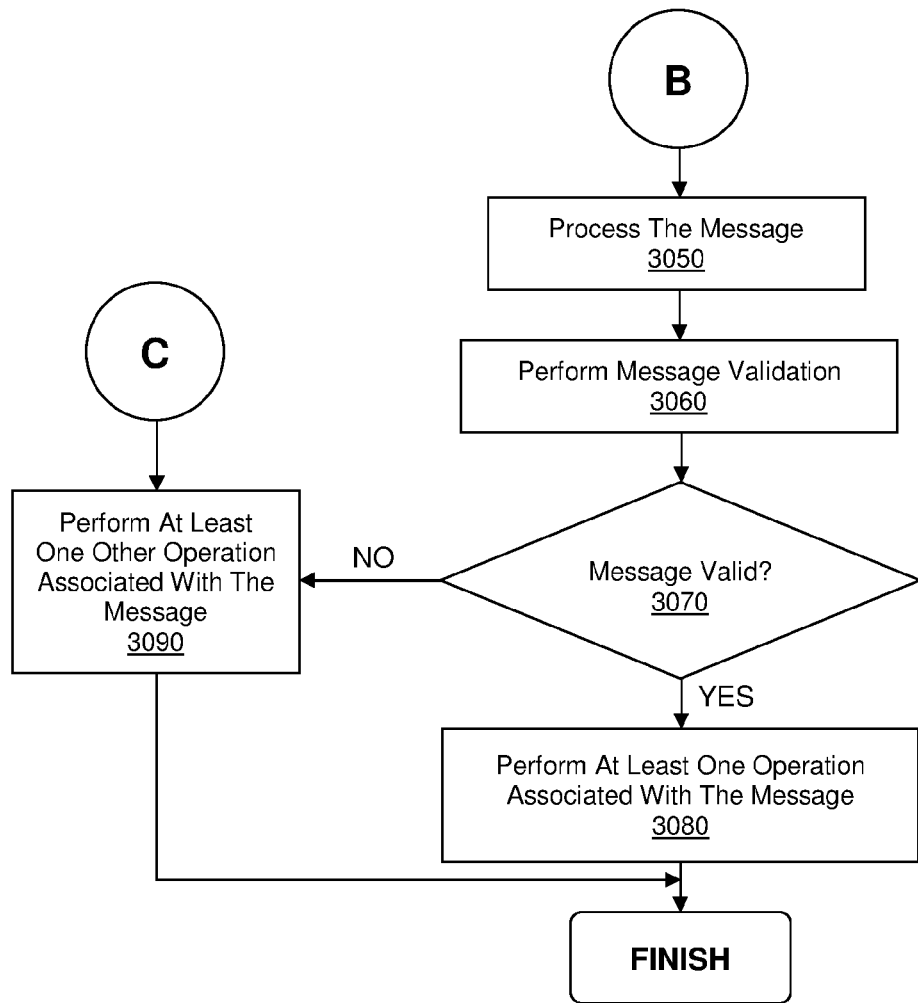 B
Process The Message
3050
C
Perform Message Validation
3060
Perform At Least
One Other Operation
Associated With The
Message
3090
NO
Message Valid?
3070
YES
Perform At Least One Operation
Associated With The Message
3080
FINISH